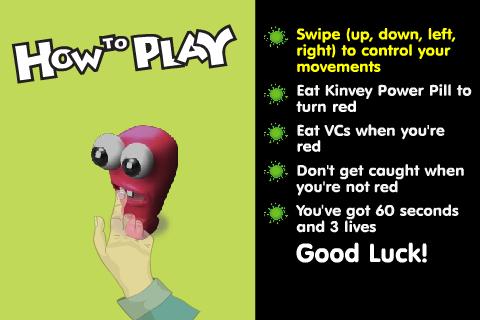 HOW TO PLAY
Swipe (up, down, left,
right) to control your
movements
Eat Kinvey Power Pill to
turn red
Eat VCs when you're
red
Don't get caught when
you're not red
You've got 60 seconds
and 3 lives
Good Luck!